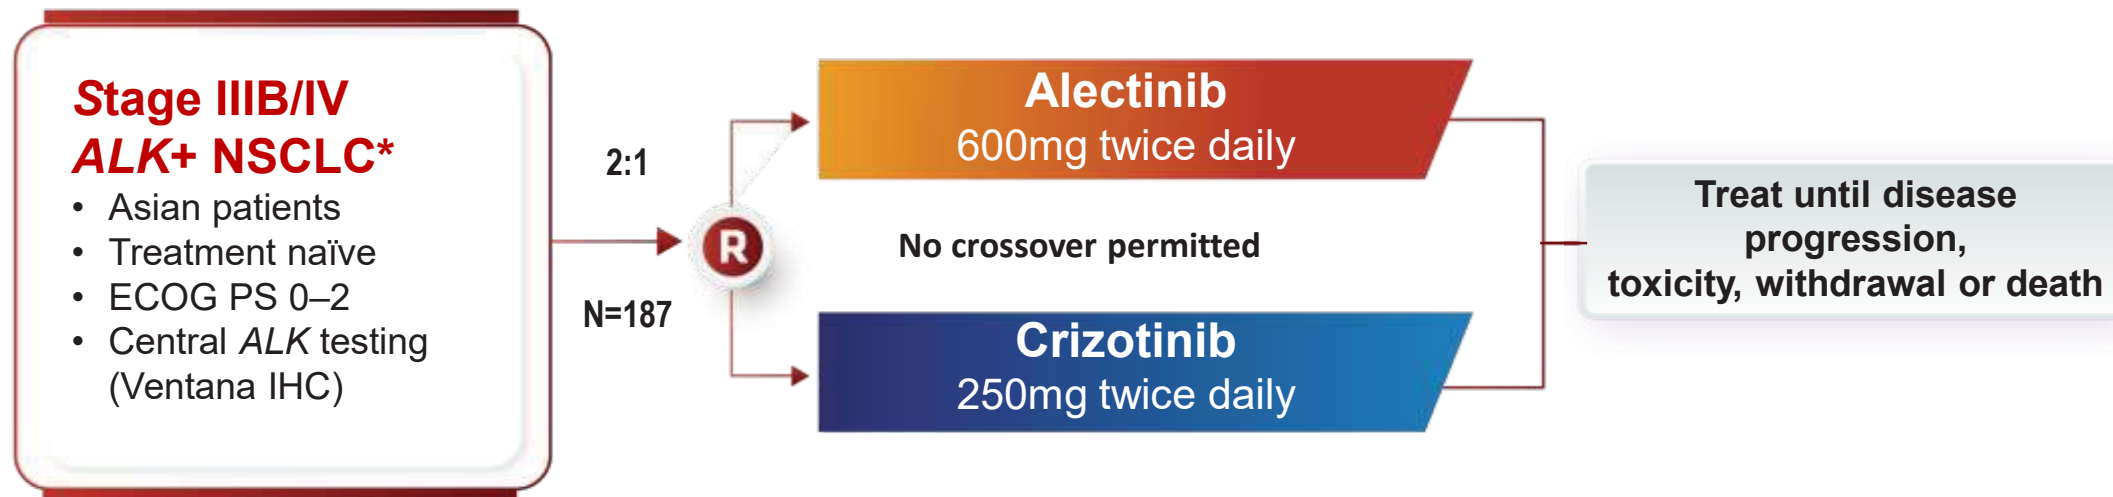 Stage IIIB/IV
ALK+ NSCLC*
• Asian patients
• Treatment naïve
• ECOG PS 0–2
• Central ALK testing
(Ventana IHC)
2:1
N=187
R
Alectinib
600mg twice daily
No crossover permitted
Crizotinib
250mg twice daily
Treat until disease
progression,
toxicity, withdrawal or death